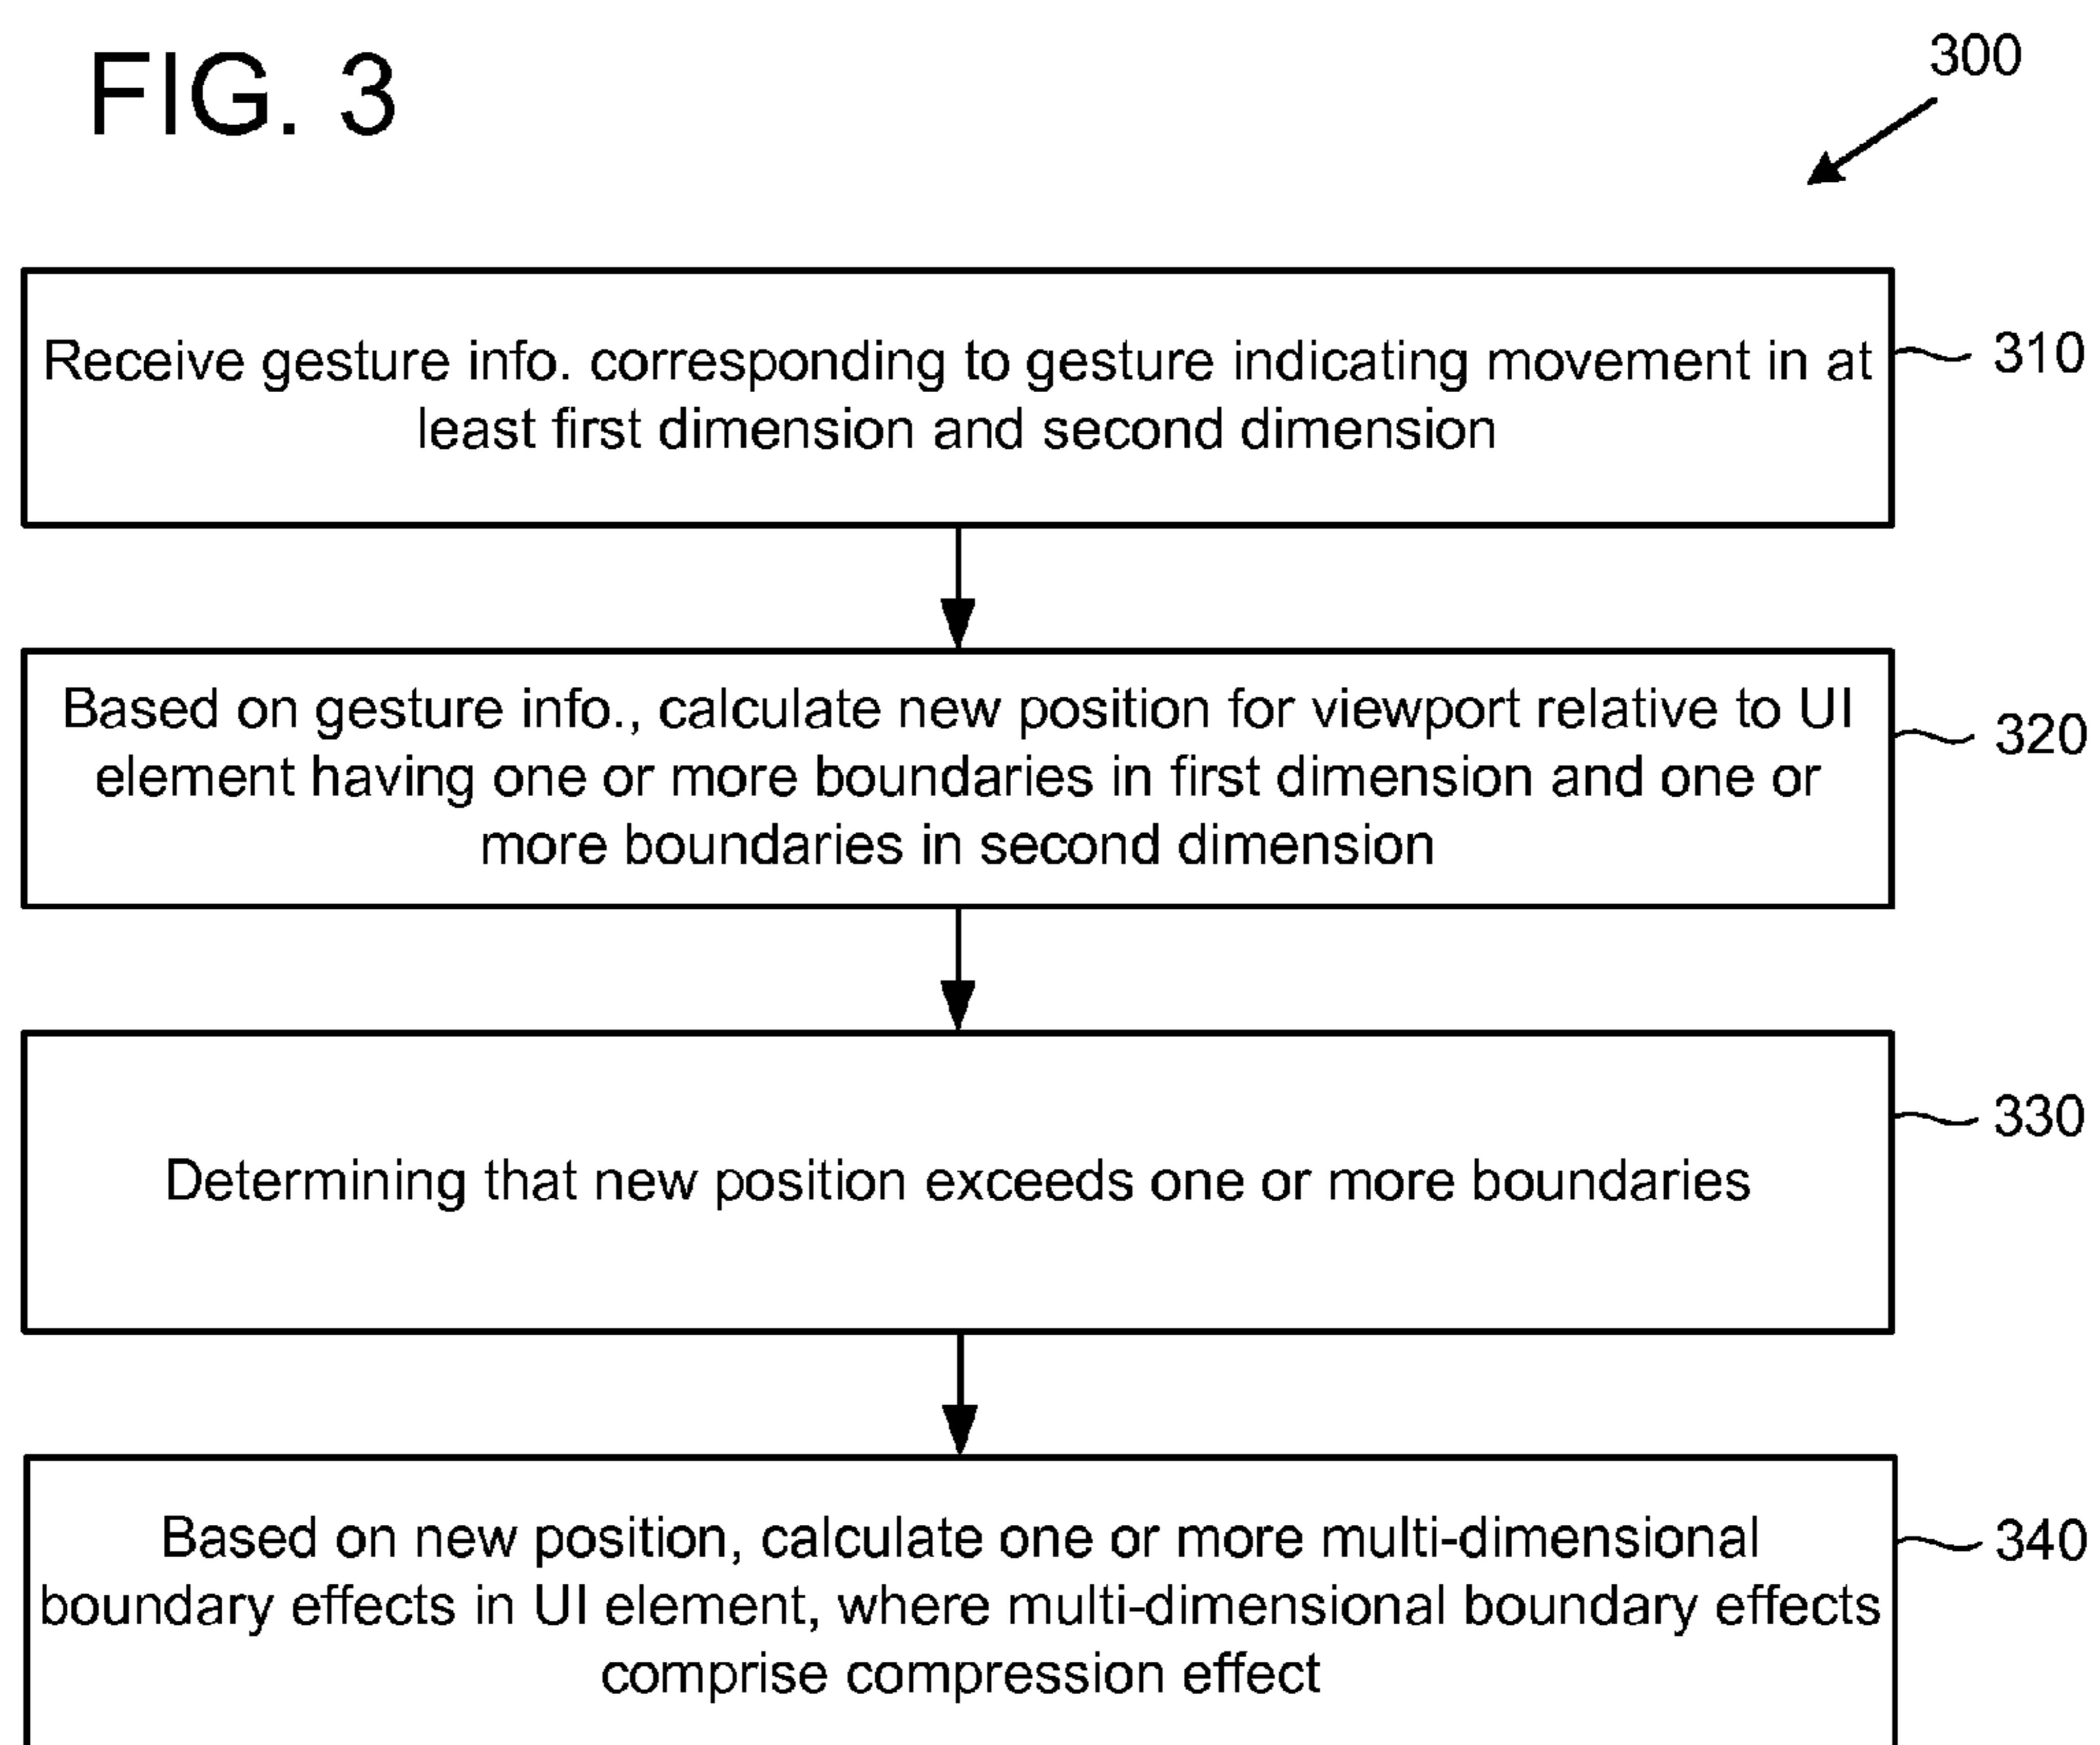 FIG. 3
300
Receive gesture info. corresponding to gesture indicating movement in at
least first dimension and second dimension
310
Based on gesture info., calculate new position for viewport relative to UI
element having one or more boundaries in first dimension and one or
more boundaries in second dimension
320
Determining that new position exceeds one or more boundaries
330
Based on new position, calculate one or more multi-dimensional
boundary effects in UI element, where multi-dimensional boundary effects
comprise compression effect
340